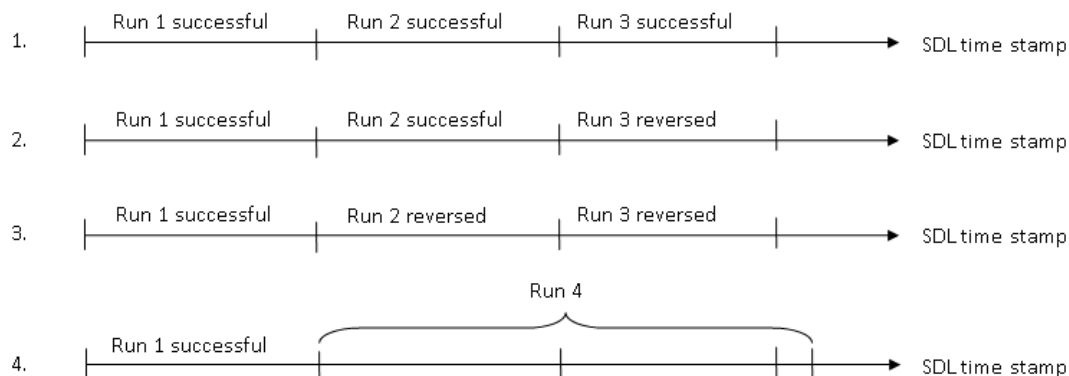 Run 1 successful Run 2 successful Run 3 successful
1. SDL time stamp
Run 1 successful Run 2 successful Run 3 reversed
2. SDL time stamp
Run 1 successful Run 2 reversed Run 3 reversed
3. SDL time stamp
Run 4
Run 1 successful
4. SDL time stamp